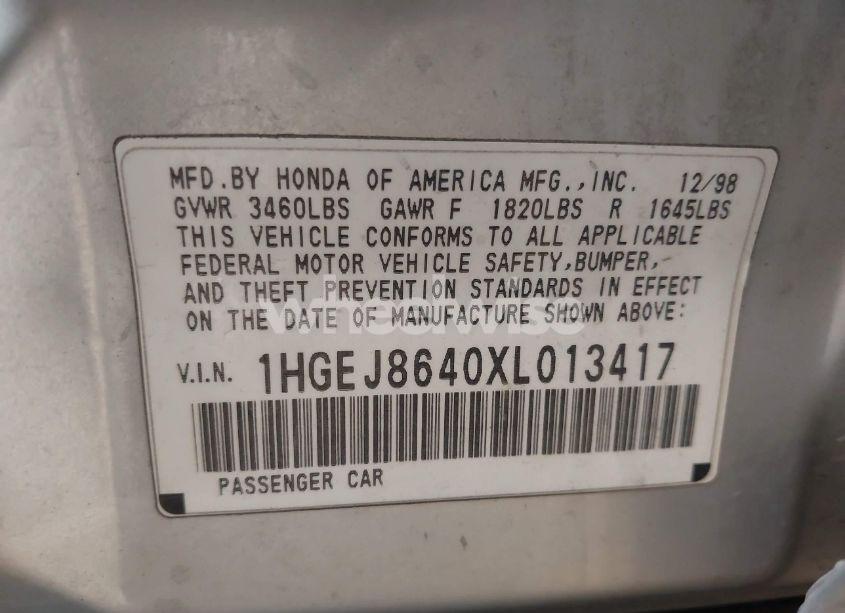 MFD.BY HONDA OF AMERICA MFG.,INC. 12/98
GVWR 3460LBS GAWR F 1820LBS R 1645LBS
THIS VEHICLE CONFORMS TO ALL APPLICABLE
FEDERAL MOTOR VEHICLE SAFETY,BUMPER,
AND THEFT PREVENTION STANDARDS IN EFFECT
ON THE DATE OF MANUFACTURE SHOWN ABOVE:
wheelwise
V.I.N. 1HGEJ8640XL013417
PASSENGER CAR